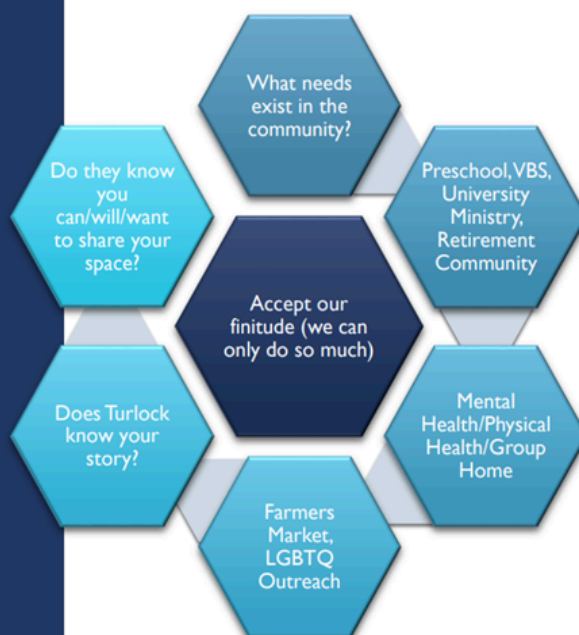 What needs
exist in the
community?
Preschool, VBS,
University
Ministry,
Retirement
Community
Mental
Health/Physical
Health/Group
Home
Farmers
Market,
LGBTQ
Outreach
Does Turlock
know your
story?
Do they know
you
can/will/want
to share your
space?
Accept our
finitude (we can
only do so much)